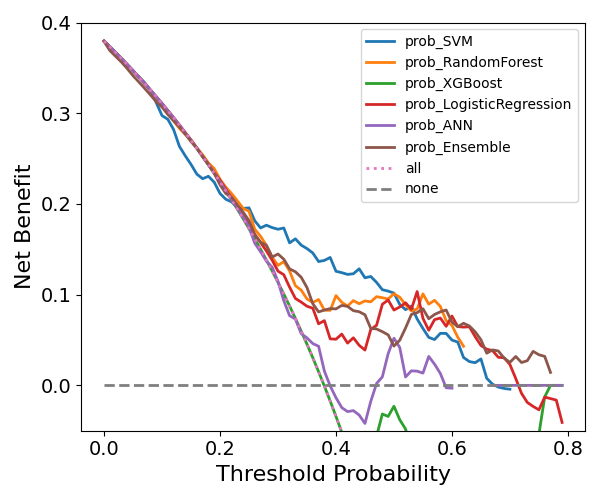 0.4
0.3
0.2
0.1
0.0
Net Benefit
prob_SVM
prob_RandomForest
prob_XGBoost
prob_LogisticRegression
prob_ANN
prob_Ensemble
all
none
0.0 0.2 0.4 0.6 0.8
Threshold Probability